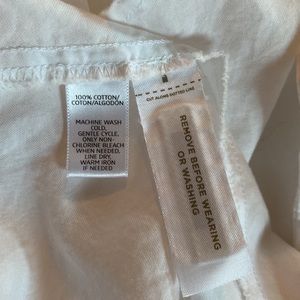 100% COTTON/
COTON/ALGODÓN
MACHINE WASH
COLD,
GENTLE CYCLE,
ONLY NON-
CHLORINE BLEACH
WHEN NEEDED,
LINE DRY,
WARM IRON
IF NEEDED
CUT ALONG DOTTED LINE
REMOVE BEFORE WEARING
OR WASHING